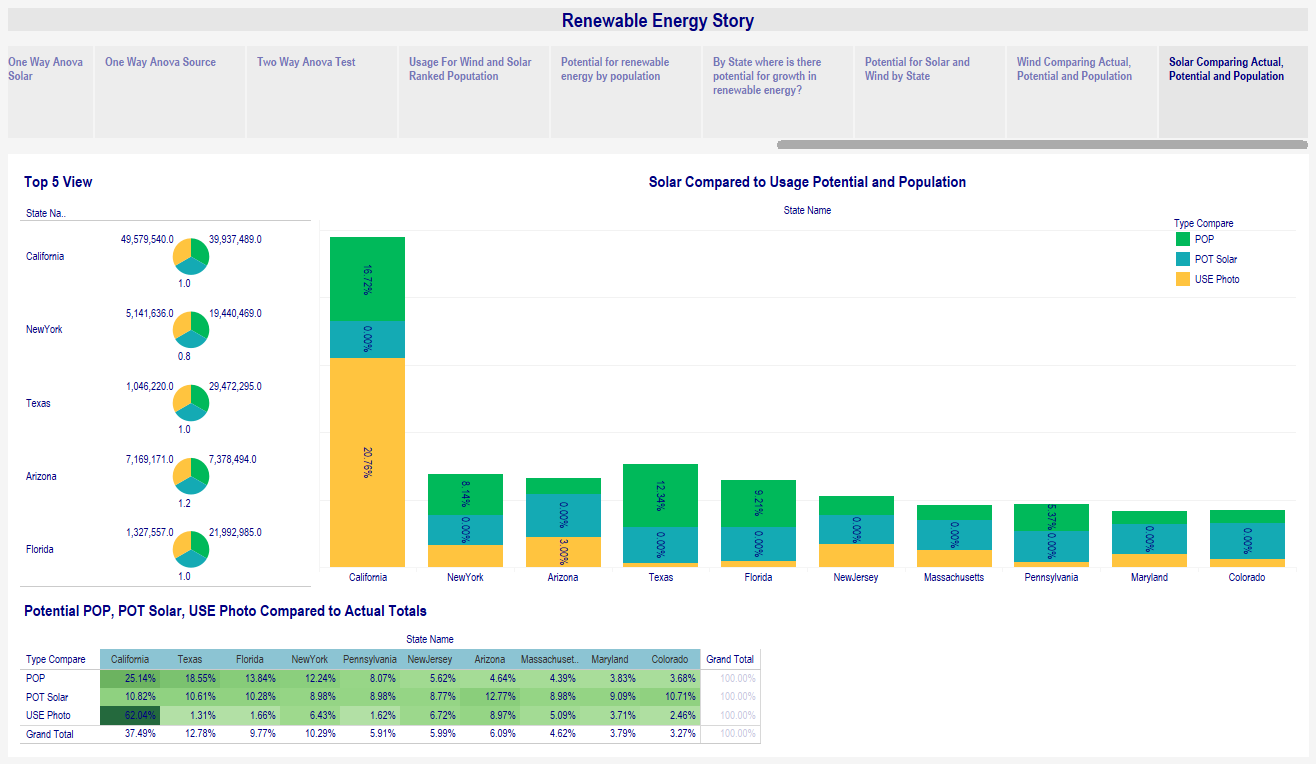 Renewable Energy Story
One Way Anova
Solar
One Way Anova Source
Two Way Anova Test
Usage For Wind and Solar
Ranked Poputation
Potential for renewable
energy by population
By State where is there
potential for growth in
renewable energy?
Potential for Solar and
Wind by State
Wind Comparing Actual,
Potential and Population
Solar Comparing Actual,
Potential and Population
Top 5 View
State Na..
California
49,579,540.0
39,937,489.0
1.0
NewYork
5,141,636.0
19,440,469.0
0.8
Texas
1,046,220.0
29,472,295.0
1.0
Arizona
7,169,171.0
7,378,494.0
1.2
Florida
1,327,557.0
21,992,985.0
1.0
Solar Compared to Usage Potential and Population
State Name
Type Compare
POP
POT Solar
USE Photo
16.72%
0.00%
20.76%
8.14%
0.00%
0.00%
3.00%
12.34%
0.00%
9.21%
0.00%
0.00%
0.00%
5.37%
0.00%
0.00%
0.00%
California NewYork Arizona Texas Florida NewJersey Massachusetts Pennsylvania Maryland Colorado
Potential POP, POT Solar, USE Photo Compared to Actual Totals
State Name
Type Compare California Texas Florida NewYork Pennsylvania NewJersey Arizona Massachuset.. Maryland Colorado Grand Total
POP 25.14% 18.55% 13.84% 12.24% 8.07% 5.62% 4.64% 4.39% 3.83% 3.68% 100.00%
POT Solar 10.82% 10.61% 10.28% 8.98% 8.98% 8.77% 12.77% 8.98% 9.09% 10.71% 100.00%
USE Photo 62.04% 1.31% 1.66% 6.43% 1.62% 6.72% 8.97% 5.09% 3.71% 2.46% 100.00%
Grand Total 37.49% 12.78% 9.77% 10.29% 5.91% 5.99% 6.09% 4.62% 3.79% 3.27% 100.00%